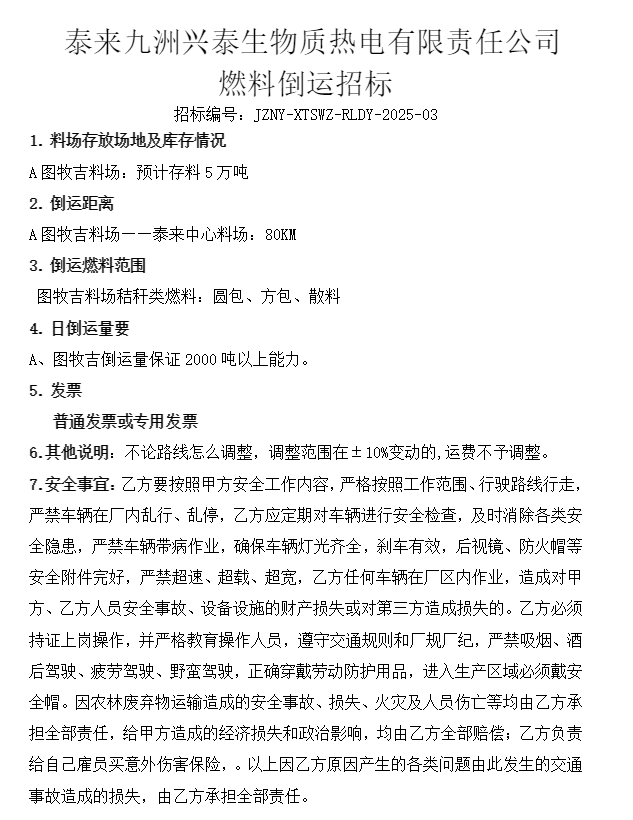 泰来九洲兴泰生物质热电有限责任公司
燃料倒运招标
招标编号：JZNY-XTSWZ-RLDY-2025-03
1. 料场存放场地及库存情况
A 图牧吉料场：预计存料 5 万吨
2. 倒运距离
A 图牧吉料场——泰来中心料场：80KM
3. 倒运燃料范围
图牧吉料场秸秆类燃料：圆包、方包、散料
4. 日倒运量要
A、图牧吉倒运量保证 2000 吨以上能力。
5. 发票
普通发票或专用发票
6.其他说明：不论路线怎么调整，调整范围在±10%变动的,运费不予调整。
7.安全事宜：乙方要按照甲方安全工作内容，严格按照工作范围、行驶路线行走，
严禁车辆在厂内乱行、乱停，乙方应定期对车辆进行安全检查，及时消除各类安
全隐患，严禁车辆带病作业，确保车辆灯光齐全，刹车有效，后视镜、防火帽等
安全附件完好，严禁超速、超载、超宽，乙方任何车辆在厂区内作业，造成对甲
方、乙方人员安全事故、设备设施的财产损失或对第三方造成损失的。乙方必须
持证上岗操作，并严格教育操作人员，遵守交通规则和厂规厂纪，严禁吸烟、酒
后驾驶、疲劳驾驶、野蛮驾驶，正确穿戴劳动防护用品，进入生产区域必须戴安
全帽。因农林废弃物运输造成的安全事故、损失、火灾及人员伤亡等均由乙方承
担全部责任，给甲方造成的经济损失和政治影响，均由乙方全部赔偿；乙方负责
给自己雇员买意外伤害保险，。以上因乙方原因产生的各类问题由此发生的交通
事故造成的损失，由乙方承担全部责任。